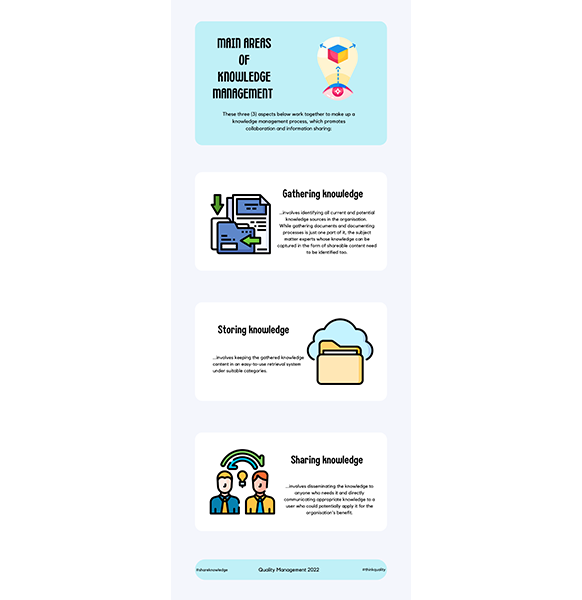 MAIN AREAS
OF
KNOWLEDGE
MANAGEMENT
These three (3) aspects below work together to make up a
knowledge management process, which promotes
collaboration and information sharing.
Gathering knowledge
...involves identifying all current and potential
knowledge sources in the organisation.
While gathering documents and documenting
processes is just one part of it, the subject
matter experts whose knowledge can be
captured in the form of shareable content need
to be identified too.
Storing knowledge
...involves keeping the gathered knowledge
content in an easy-to-use retrieval system
under suitable categories.
Sharing knowledge
...involves disseminating the knowledge to
anyone who needs it and directly
communicating appropriate knowledge to a
user who could potentially apply it for the
organisation's benefit.
#shareknowledge
Quality Management 2022
#thinkquality